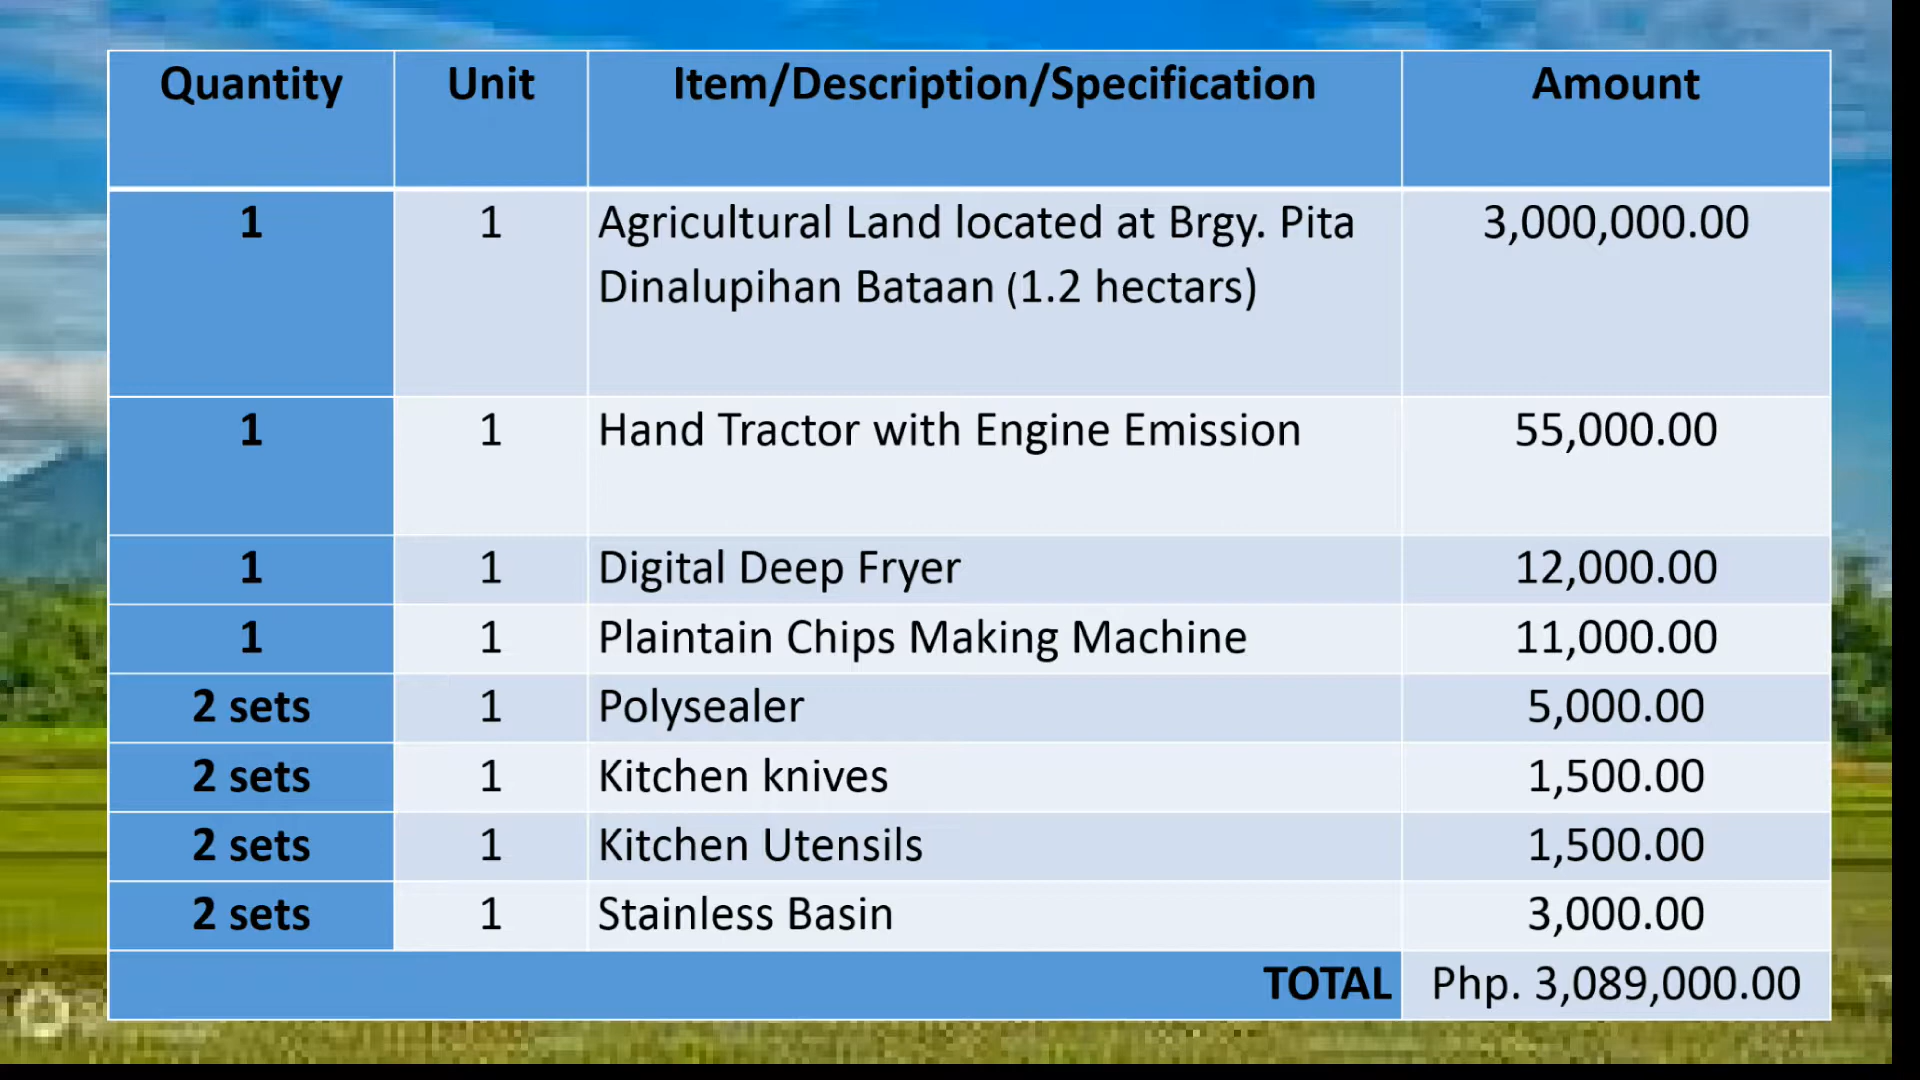 Quantity Unit Item/Description/Specification Amount
1 1 Agricultural Land located at Brgy. Pita 3,000,000.00
Dinalupihan Bataan (1.2 hectars)
1 1 Hand Tractor with Engine Emission 55,000.00
1 1 Digital Deep Fryer 12,000.00
1 1 Plaintain Chips Making Machine 11,000.00
2 sets 1 Polysealer 5,000.00
2 sets 1 Kitchen knives 1,500.00
2 sets 1 Kitchen Utensils 1,500.00
2 sets 1 Stainless Basin 3,000.00
TOTAL Php. 3,089,000.00